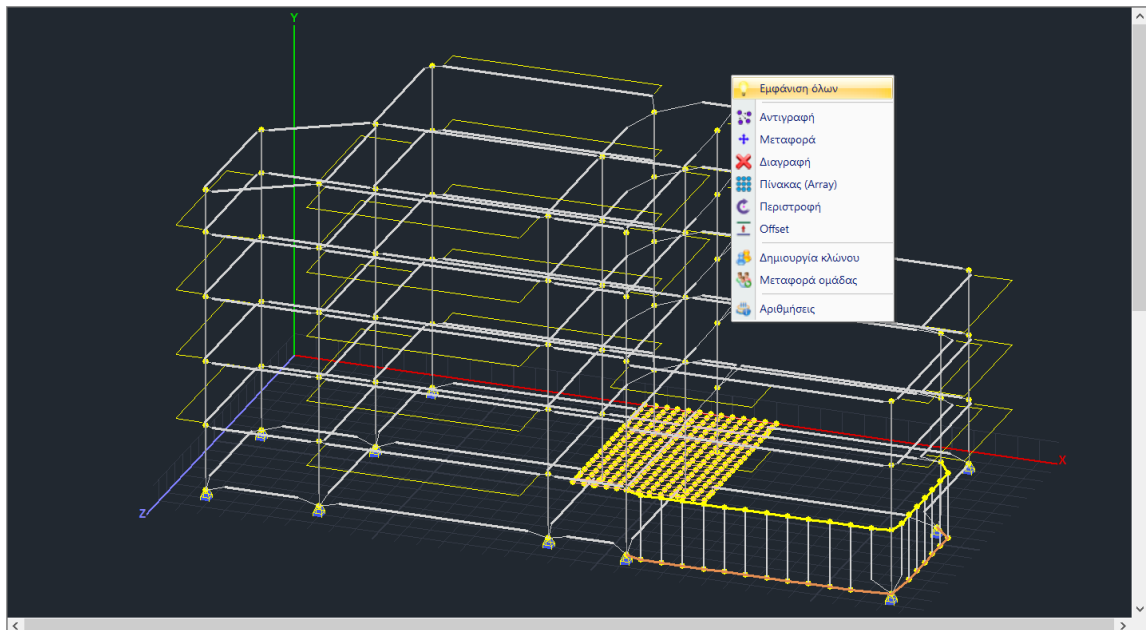 Y
Εμφάνιση όλων
Αντιγραφή
Μεταφορά
Διαγραφή
Πίνακας (Array)
Περιστροφή
Offset
Δημιουργία κλώνου
Μεταφορά ομάδας
Αριθμήσεις
X
Z